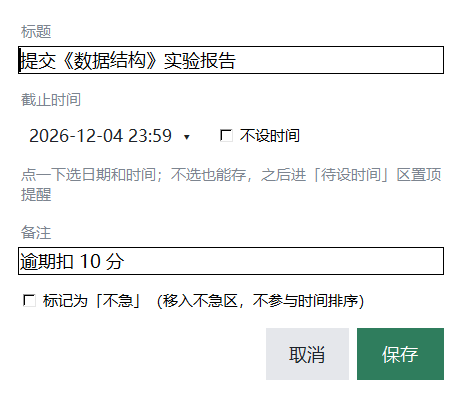 标题
提交《数据结构》实验报告
截止时间
2026-12-04 23:59 ▾ 不设时间
点一下选日期和时间；不选也能存，之后进「待设时间」区置顶
提醒
备注
逾期扣 10 分
标记为「不急」（移入不急区，不参与时间排序）
取消 保存